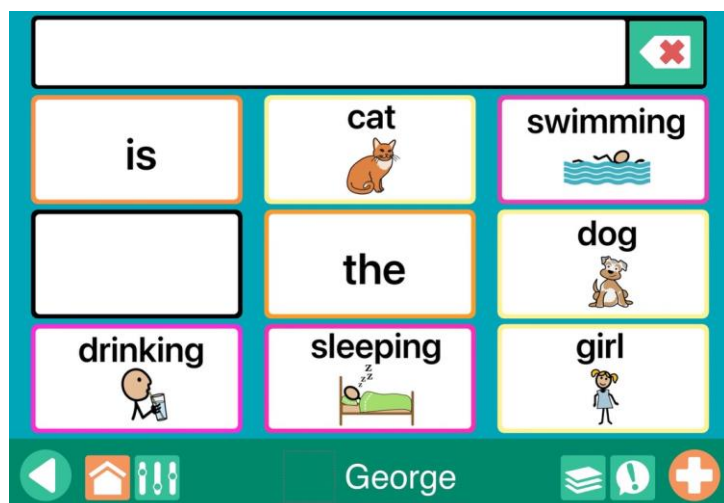 is
cat
swimming
the
dog
drinking
sleeping
z z z
girl
George